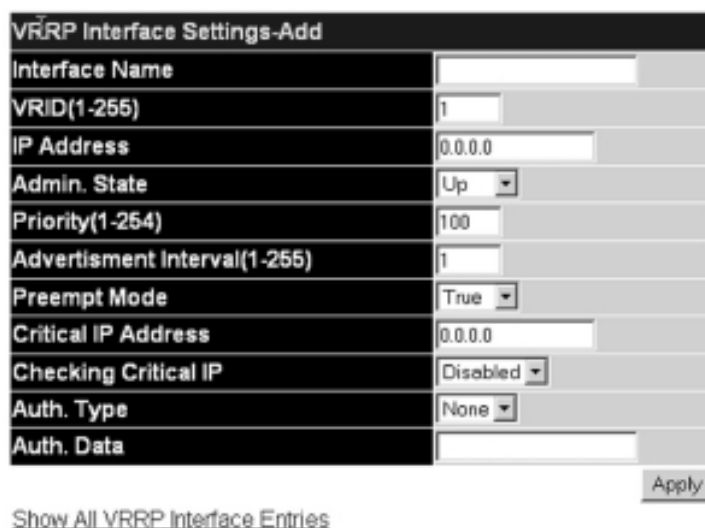 VRRP Interface Settings-Add
Interface Name
VRID(1-255) 1
IP Address 0.0.0.0
Admin. State Up
Priority(1-254) 100
Advertisment Interval(1-255) 1
Preempt Mode True
Critical IP Address 0.0.0.0
Checking Critical IP Disabled
Auth. Type None
Auth. Data
Apply
Show All VRRP Interface Entries